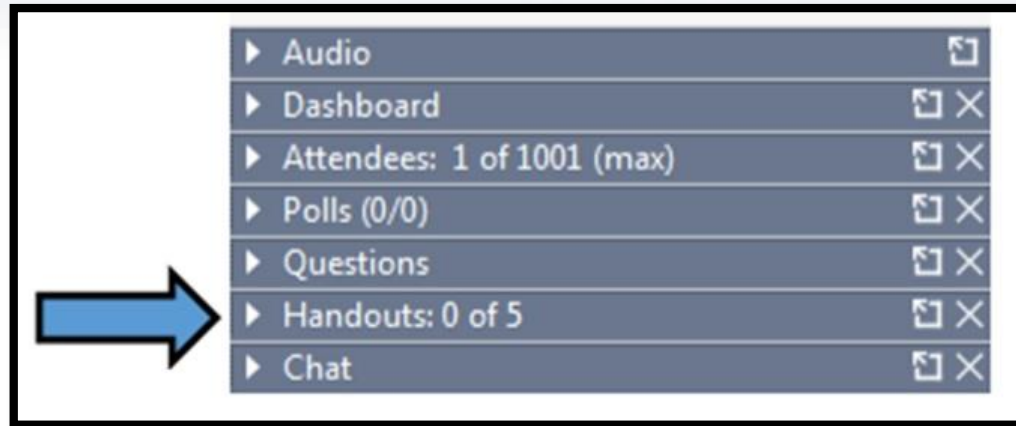 Audio
Dashboard
Attendees: 1 of 1001 (max)
Polls (0/0)
Questions
Handouts: 0 of 5
Chat